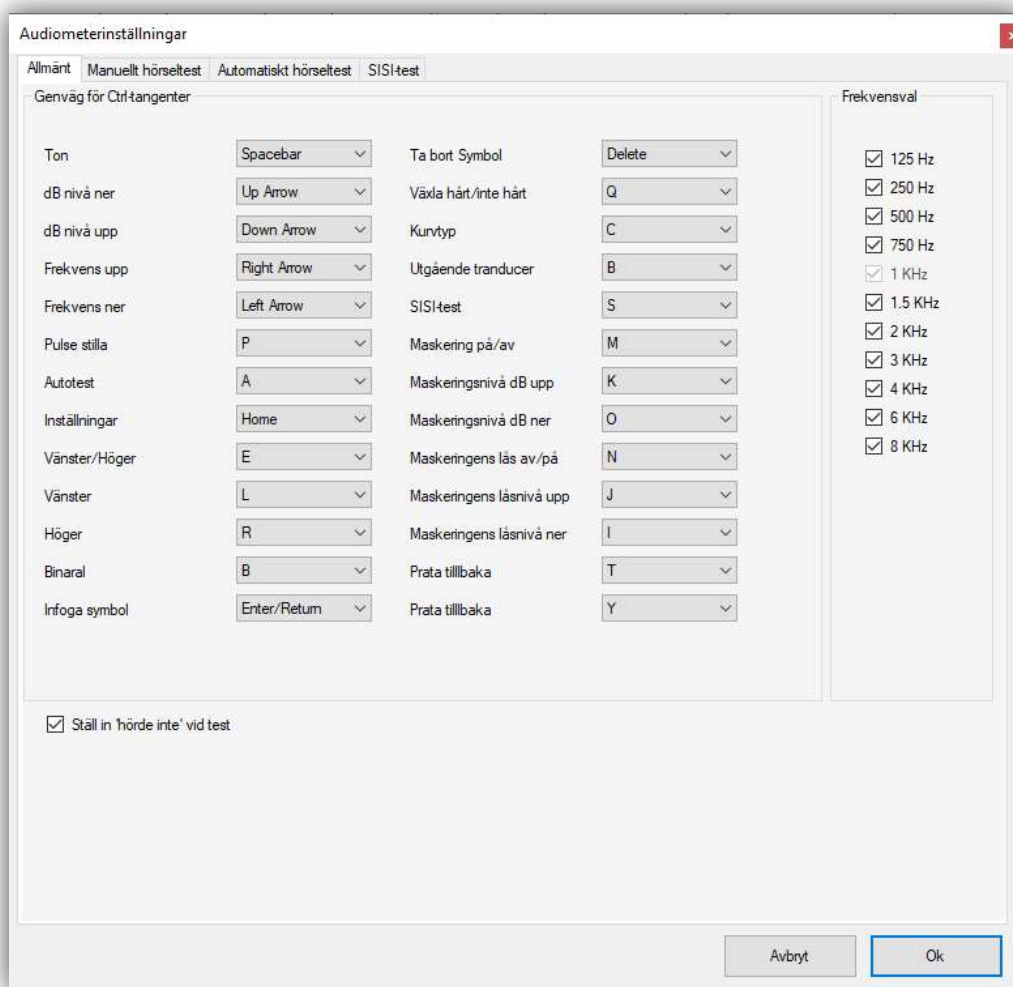 Audiometerinställningar
Allmänt Manuellt hörseltest Automatiskt hörseltest SISI-test
Genväg för Ctrl-tangenter
Ton Spacebar
dB nivå ner Up Arrow
dB nivå upp Down Arrow
Frekvens upp Right Arrow
Frekvens ner Left Arrow
Pulse stilla P
Autotest A
Inställningar Home
Vänster/Höger E
Vänster L
Höger R
Binaral B
Infoga symbol Enter/Return
Ta bort Symbol Delete
Växla hårt/inte hårt Q
Kurvtyp C
Utgående tranducer B
SISI-test S
Maskering på/av M
Maskeringsnivå dB upp K
Maskeringsnivå dB ner O
Maskeringens lås av/på N
Maskeringens låsnivå upp J
Maskeringens låsnivå ner I
Prata tillbaka T
Prata tillbaka Y
Frekvensval
125 Hz
250 Hz
500 Hz
750 Hz
1 KHz
1.5 KHz
2 KHz
3 KHz
4 KHz
6 KHz
8 KHz
Ställ in 'hörde inte' vid test
Avbryt Ok